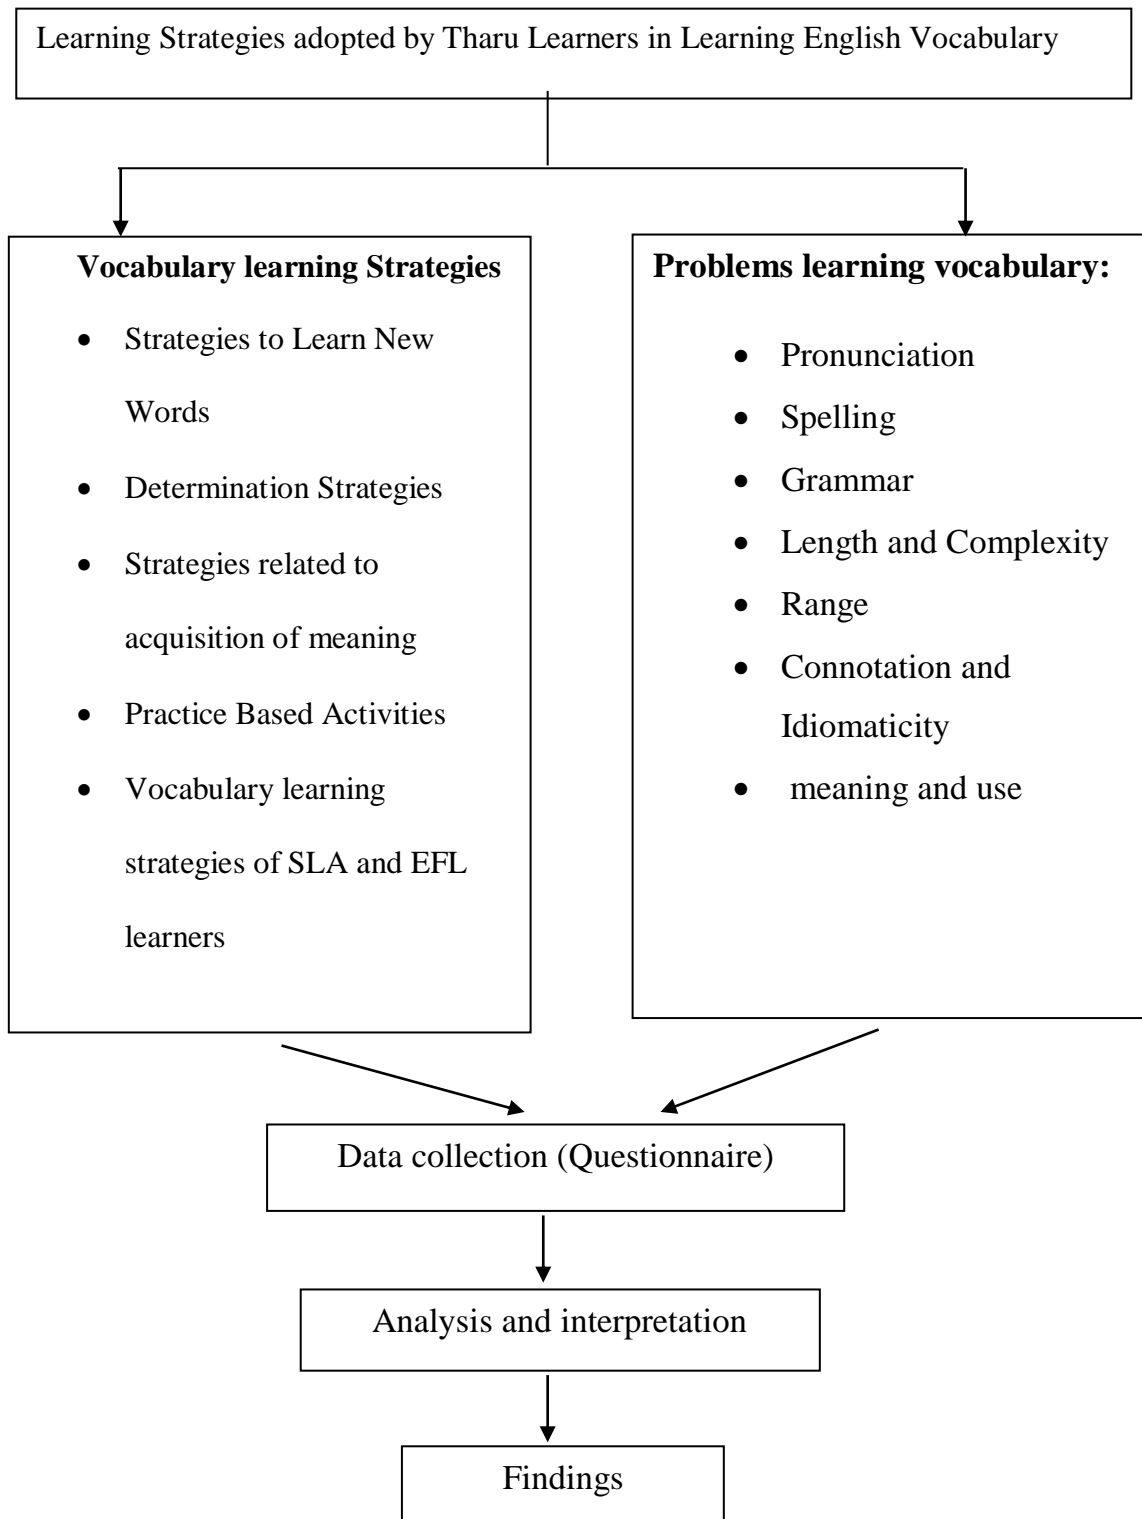 Learning Strategies adopted by Tharu Learners in Learning English Vocabulary
Vocabulary learning Strategies
• Strategies to Learn New
Words
• Determination Strategies
• Strategies related to
acquisition of meaning
• Practice Based Activities
• Vocabulary learning
strategies of SLA and EFL
learners
Problems learning vocabulary:
• Pronunciation
• Spelling
• Grammar
• Length and Complexity
• Range
• Connotation and
Idiomaticity
• meaning and use
Data collection (Questionnaire)
Analysis and interpretation
Findings